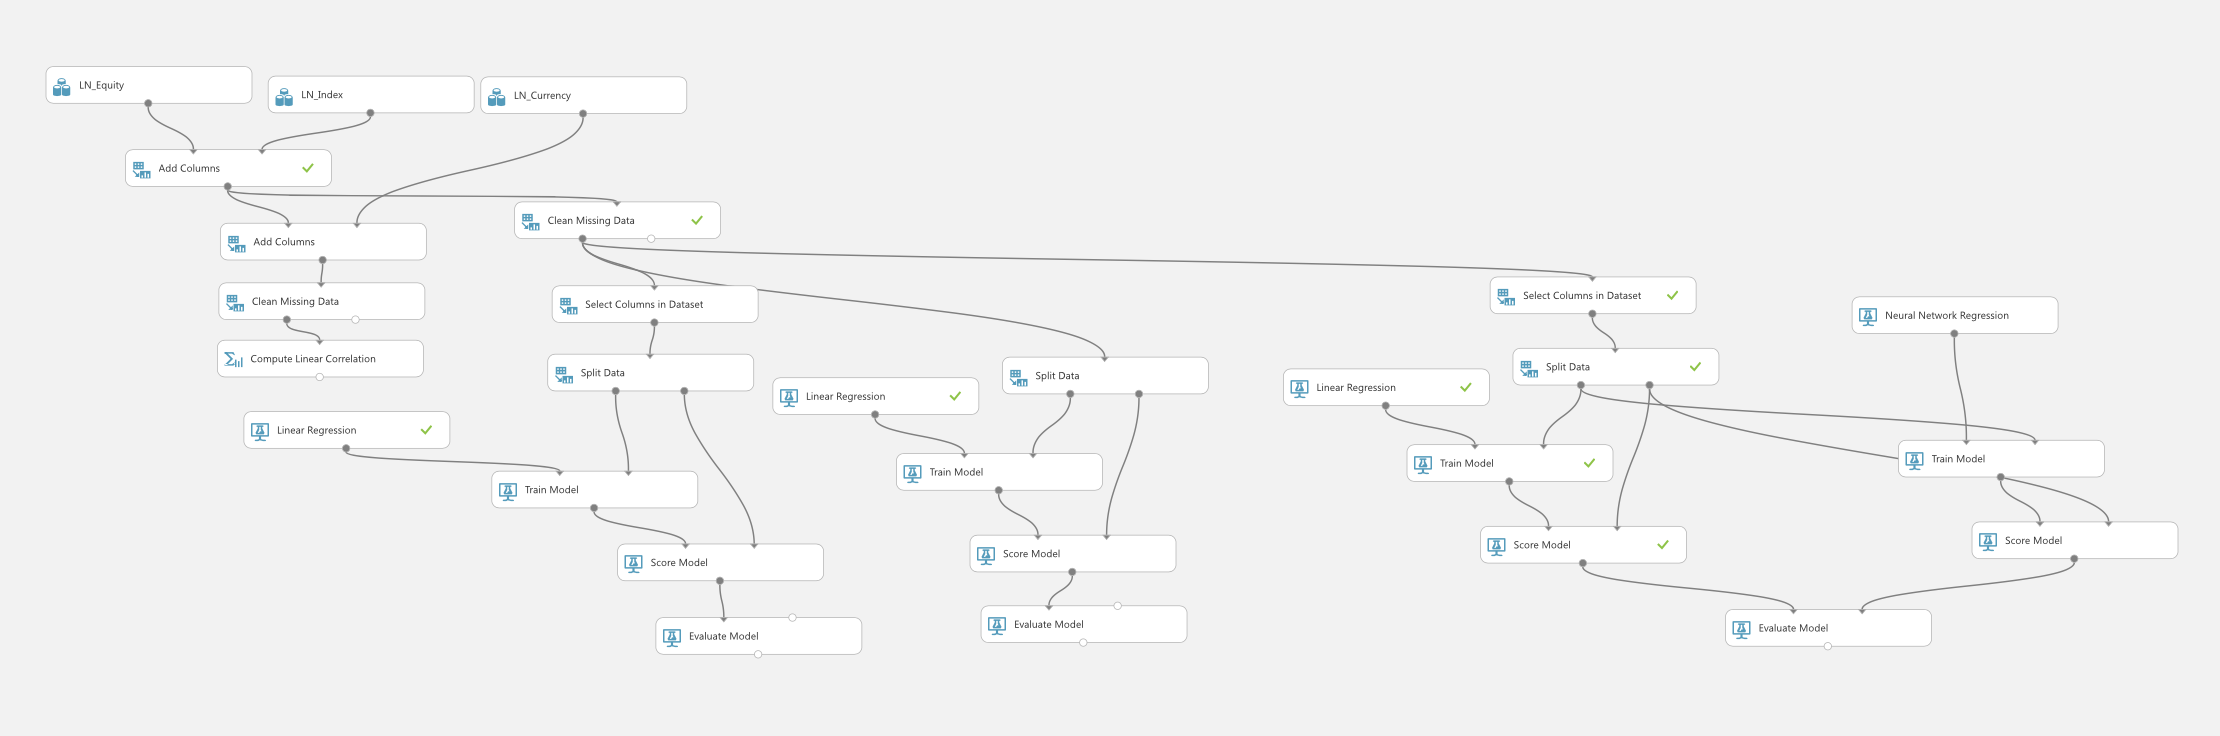 LN_Equity
LN_Index
LN_Currency
Add Columns
Clean Missing Data
Add Columns
Clean Missing Data
Compute Linear Correlation
Select Columns in Dataset
Split Data
Linear Regression
Train Model
Score Model
Evaluate Model
Split Data
Linear Regression
Train Model
Score Model
Evaluate Model
Select Columns in Dataset
Neural Network Regression
Split Data
Linear Regression
Train Model
Train Model
Score Model
Score Model
Evaluate Model